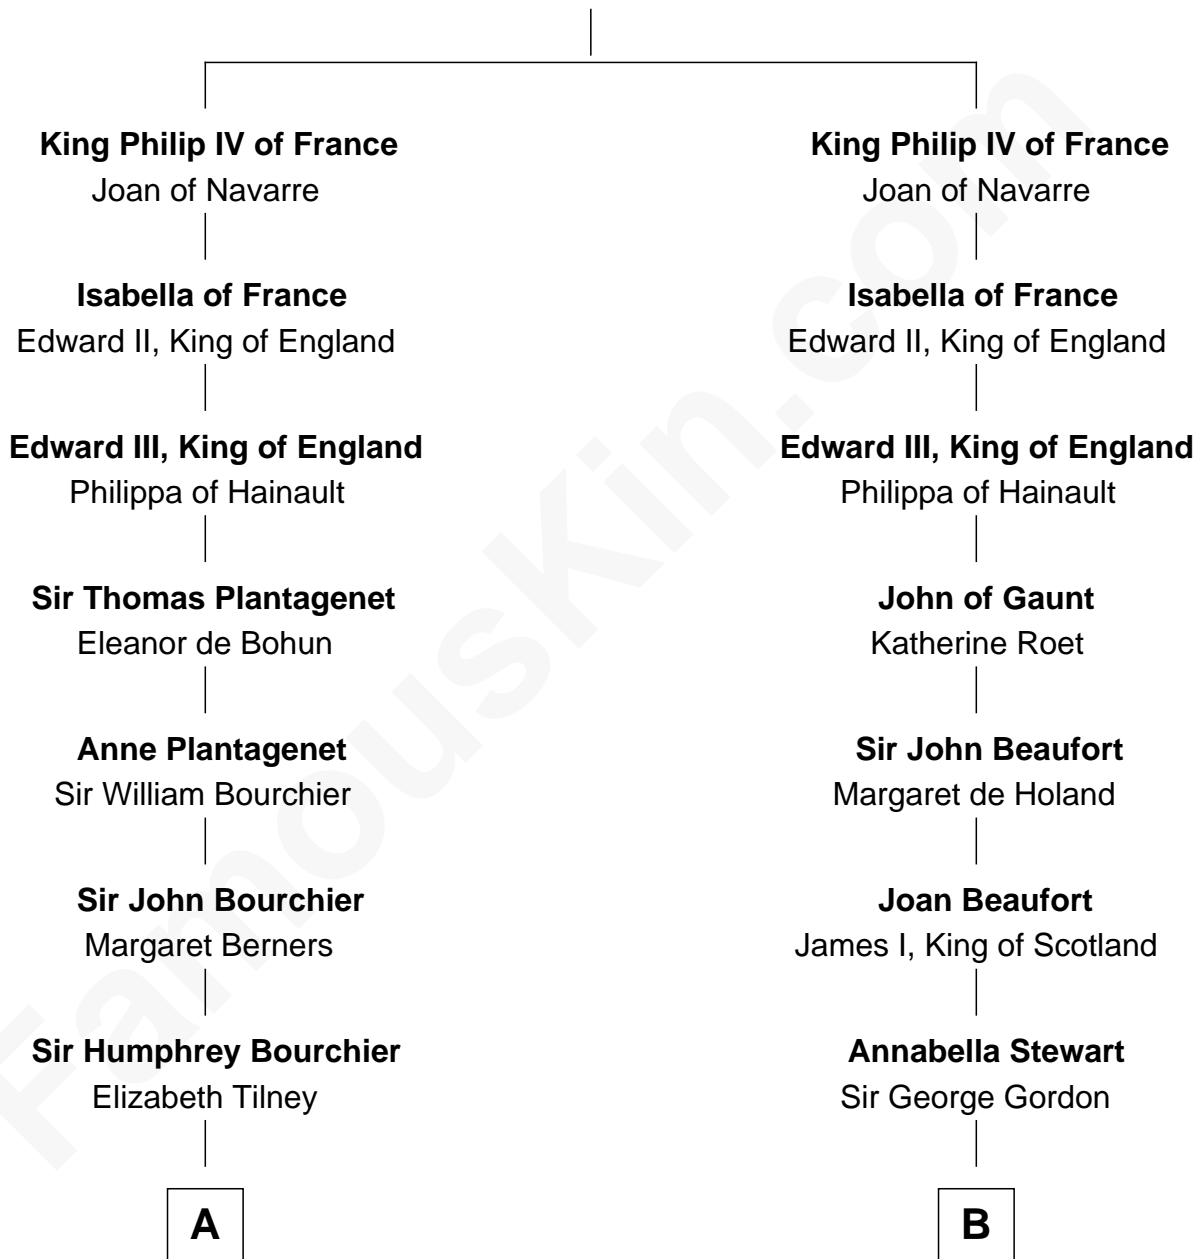 King Philip IV of France
Joan of Navarre
Isabella of France
Edward II, King of England
Edward III, King of England
Philippa of Hainault
Sir Thomas Plantagenet
Eleanor de Bohun
Anne Plantagenet
Sir William Bourchier
Sir John Bourchier
Margaret Berners
Sir Humphrey Bourchier
Elizabeth Tilney
A
King Philip IV of France
Joan of Navarre
Isabella of France
Edward II, King of England
Edward III, King of England
Philippa of Hainault
John of Gaunt
Katherine Roet
Sir John Beaufort
Margaret de Holand
Joan Beaufort
James I, King of Scotland
Annabella Stewart
Sir George Gordon
B
FamousKin.com